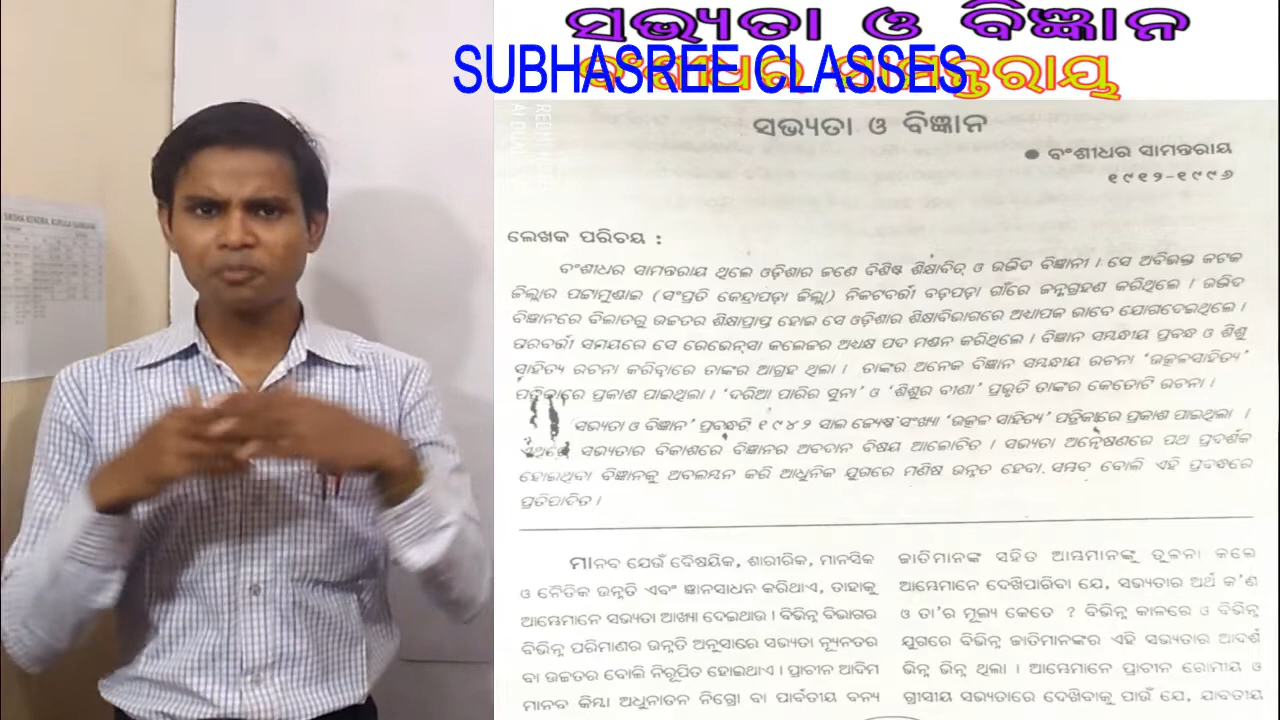 ସଭ୍ୟତା ଓ ବିଜ୍ଞାନ
SUBHASREE CLASSES
ବଂଶୀଧର ସାମନ୍ତରାୟ
ସଭ୍ୟତା ଓ ବିଜ୍ଞାନ
● ବଂଶୀଧର ସାମନ୍ତରାୟ
୧୯୧୨-୧୯୯୬
ଲେଖକ ପରିଚୟ :
ବଂଶୀଧର ସାମନ୍ତରାୟ ଥିଲେ ଓଡ଼ିଶାର ଜଣେ ବିଶିଷ୍ଟ ଶିକ୍ଷାବିତ୍ ଓ ଉଦ୍ଭିଦ ବିଜ୍ଞାନୀ । ସେ ଅବିଭକ୍ତ କଟକ
ଜିଲ୍ଲାର ପଟ୍ଟାମୁଣ୍ଡାଇ (ସଂପ୍ରତି କେନ୍ଦ୍ରାପଡ଼ା ଜିଲ୍ଲା) ନିକଟବର୍ତ୍ତୀ ବଡ଼ପଡ଼ା ଗାଁରେ ଜନ୍ମଗ୍ରହଣ କରିଥିଲେ । ଉଦ୍ଭିଦ
ବିଜ୍ଞାନରେ ବିଲାତରୁ ଉଚ୍ଚତର ଶିକ୍ଷାପ୍ରାପ୍ତ ହୋଇ ସେ ଓଡ଼ିଶାର ଶିକ୍ଷାବିଭାଗରେ ଅଧ୍ୟାପକ ଭାବେ ଯୋଗଦେଇଥିଲେ ।
ପରବର୍ତ୍ତୀ ସମୟରେ ସେ ରେଭେନ୍ସା କଲେଜର ଅଧ୍ୟକ୍ଷ ପଦ ମଣ୍ଡନ କରିଥିଲେ । ବିଜ୍ଞାନ ସମ୍ବନ୍ଧୀୟ ପ୍ରବନ୍ଧ ଓ ଶିଶୁ
ସାହିତ୍ୟ ରଚନା କରିବାରେ ତାଙ୍କର ଆଗ୍ରହ ଥିଲା । ତାଙ୍କର ଅନେକ ବିଜ୍ଞାନ ସମ୍ବନ୍ଧୀୟ ରଚନା ‘ଉତ୍କଳସାହିତ୍ୟ’
ପତ୍ରିକାରେ ପ୍ରକାଶ ପାଇଥିଲା । ‘ଦରିଆ ପାରିର ସୁନା’ ଓ ‘ଶିଶୁର ବୀଣା’ ପ୍ରଭୃତି ତାଙ୍କର କେତୋଟି ରଚନା ।
ସଭ୍ୟତା ଓ ବିଜ୍ଞାନ’ ପ୍ରବନ୍ଧଟି ୧୯୪୨ ସାଲ ଜ୍ୟେଷ୍ଠ ସଂଖ୍ୟା ‘ଉତ୍କଳ ସାହିତ୍ୟ’ ପତ୍ରିକାରେ ପ୍ରକାଶ ପାଇଥିଲା ।
ସଭ୍ୟତାର ବିକାଶରେ ବିଜ୍ଞାନର ଅବଦାନ ବିଷୟ ଆଲୋଚିତ । ସଭ୍ୟତା ଅନ୍ୱେଷଣରେ ପଥ ପ୍ରଦର୍ଶକ
ହୋଇଥିବା ବିଜ୍ଞାନକୁ ଅବଲମ୍ବନ କରି ଆଧୁନିକ ଯୁଗରେ ମଣିଷ ଉନ୍ନତ ହେବା ସମ୍ଭବ ବୋଲି ଏହି ପ୍ରବନ୍ଧରେ
ପ୍ରତିପାଦିତ ।
ମାନବ ଯେଉଁ ବୈଷୟିକ, ଶାରୀରିକ, ମାନସିକ
ଓ ନୈତିକ ଉନ୍ନତି ଏବଂ ଜ୍ଞାନସାଧନ କରିଥାଏ, ତାହାକୁ
ଆମ୍ଭେମାନେ ସଭ୍ୟତା ଆଖ୍ୟା ଦେଇଥାଉ । ବିଭିନ୍ନ ବିଭାଗର
ବିଭିନ୍ନ ପରିମାଣର ଉନ୍ନତି ଅନୁସାରେ ସଭ୍ୟତା ନ୍ୟୂନତର
ବା ଉଚ୍ଚତର ବୋଲି ନିରୂପିତ ହୋଇଥାଏ । ପ୍ରାଚୀନ ଆଦିମ
ମାନବ କିମ୍ବା ଅଧୁନାତନ ନିଗ୍ରୋ ବା ପାର୍ବତୀୟ ବନ୍ୟ
ଜାତିମାନଙ୍କ ସହିତ ଆମ୍ଭମାନଙ୍କୁ ତୁଳନା କଲେ
ଆମ୍ଭେମାନେ ଦେଖିପାରିବା ଯେ, ସଭ୍ୟତାର ଅର୍ଥ କ’ଣ
ଓ ତା’ର ମୂଲ୍ୟ କେତେ ? ବିଭିନ୍ନ କାଳରେ ଓ ବିଭିନ୍ନ
ଯୁଗରେ ବିଭିନ୍ନ ଜାତିମାନଙ୍କର ଏହି ସଭ୍ୟତାର ଆଦର୍ଶ
ଭିନ୍ନ ଭିନ୍ନ ଥିଲା । ଆମ୍ଭେମାନେ ପ୍ରାଚୀନ ରୋମୀୟ ଓ
ଗ୍ରୀସୀୟ ସଭ୍ୟତାରେ ଦେଖିବାକୁ ପାଉଁ ଯେ, ଯାବତୀୟ